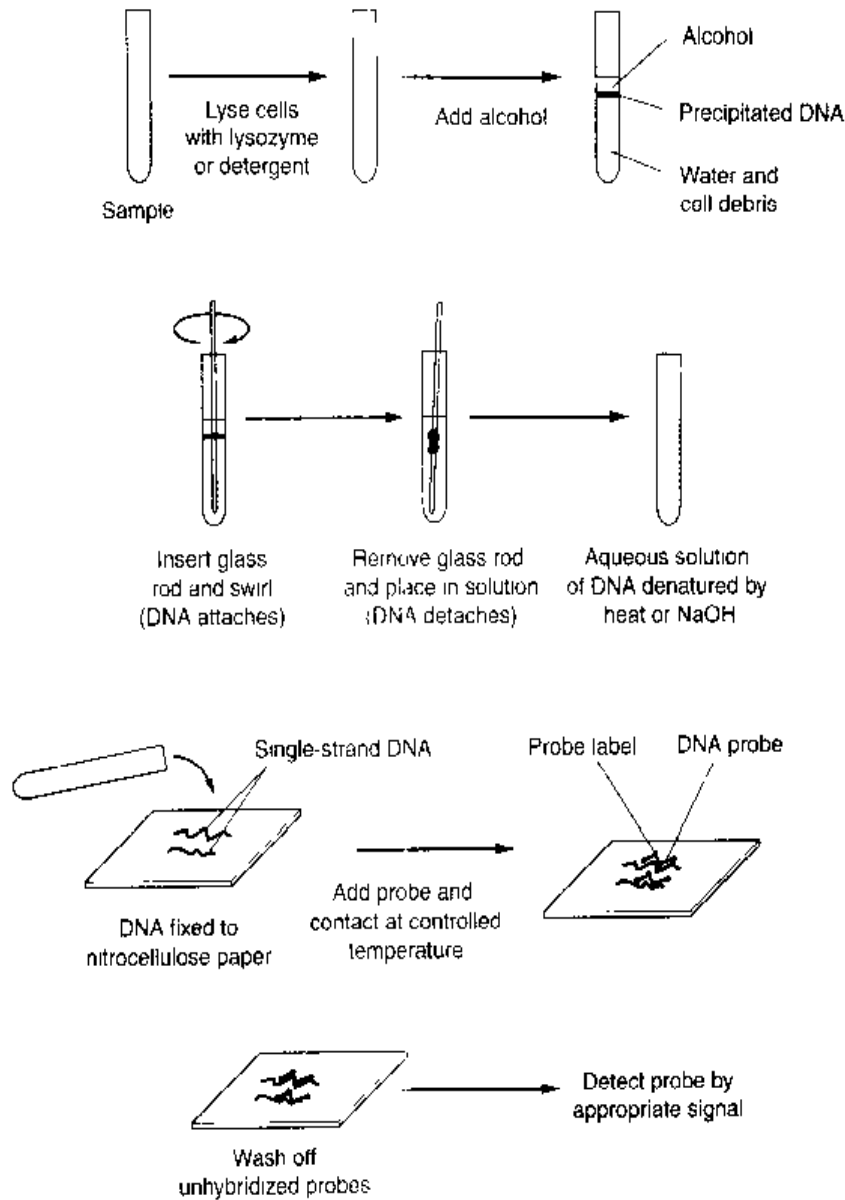 Alcohol
Lyse cells
with lysozyme
or detergent
Add alcohol
Precipitated DNA
Water and
cell debris
Sample
Insert glass
rod and swirl
(DNA attaches)
Remove glass rod
and place in solution
(DNA detaches)
Aqueous solution
of DNA denatured by
heat or NaOH
Single-strand DNA
Probe label
DNA probe
DNA fixed to
nitrocellulose paper
Add probe and
contact at controlled
temperature
Wash off
unhybridized probes
Detect probe by
appropriate signal